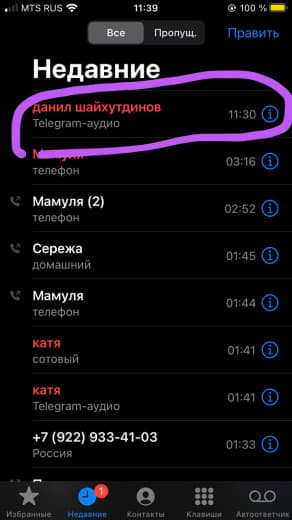 MTS RUS 11:39 100 %
Все Пропущ. Править
Недавние
данил шайхутдинов
Telegram-аудио 11:30
Мамуля
телефон 03:16
Мамуля (2)
телефон 02:52
Сережа
домашний 01:45
Мамуля
телефон 01:44
катя
сотовый 01:41
катя
Telegram-аудио 01:41
+7 (922) 933-41-03
Россия 01:33
1
Избранные Недавние Контакты Клавиши Автоответчик